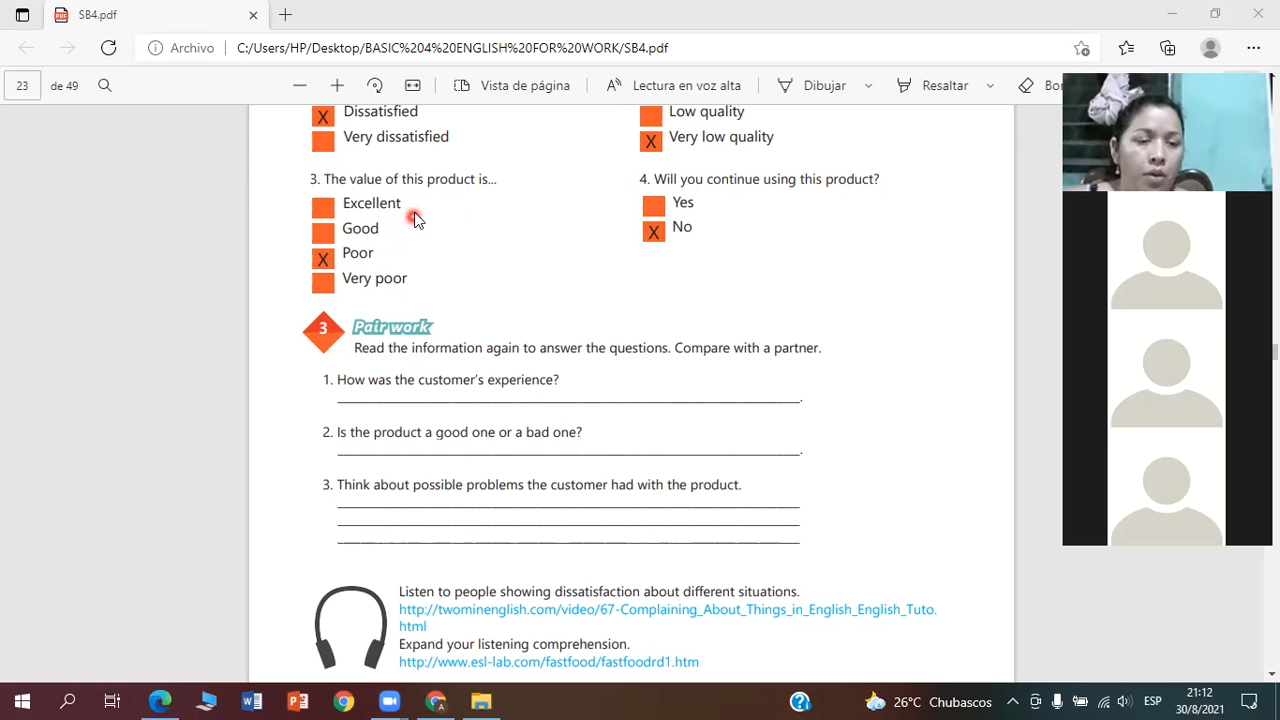 SB4.pdf
Archivo C:/Users/HP/Desktop/BASIC%204%20ENGLISH%20FOR%20WORK/SB4.pdf
23 de 49 Vista de página Lectura en voz alta Dibujar Resaltar
X Dissatisfied
Very dissatisfied
Low quality
X Very low quality
3. The value of this product is...
Excellent
Good
X Poor
Very poor
4. Will you continue using this product?
Yes
X No
3 Pair work
Read the information again to answer the questions. Compare with a partner.
1. How was the customer's experience?
2. Is the product a good one or a bad one?
3. Think about possible problems the customer had with the product.
Listen to people showing dissatisfaction about different situations.
http://twominenglish.com/video/67-Complaining_About_Things_in_English_English_Tuto.
html
Expand your listening comprehension.
http://www.esl-lab.com/fastfood/fastfoodrd1.htm
26°C Chubascos ESP 21:12
30/8/2021